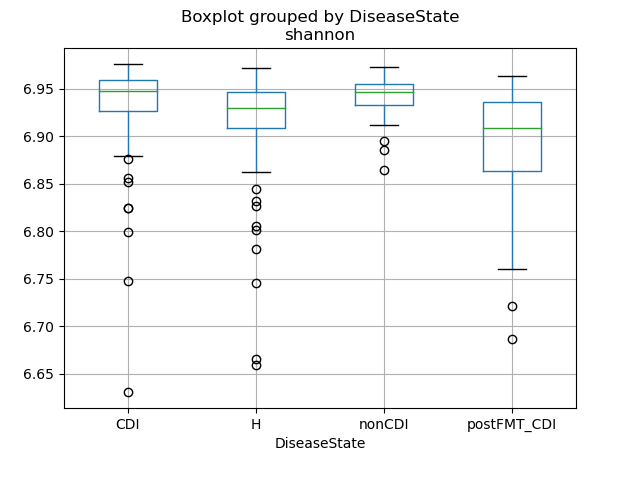 Boxplot grouped by DiseaseState
shannon
6.95
6.90
6.85
6.80
6.75
6.70
6.65
CDI H nonCDI postFMT_CDI
DiseaseState